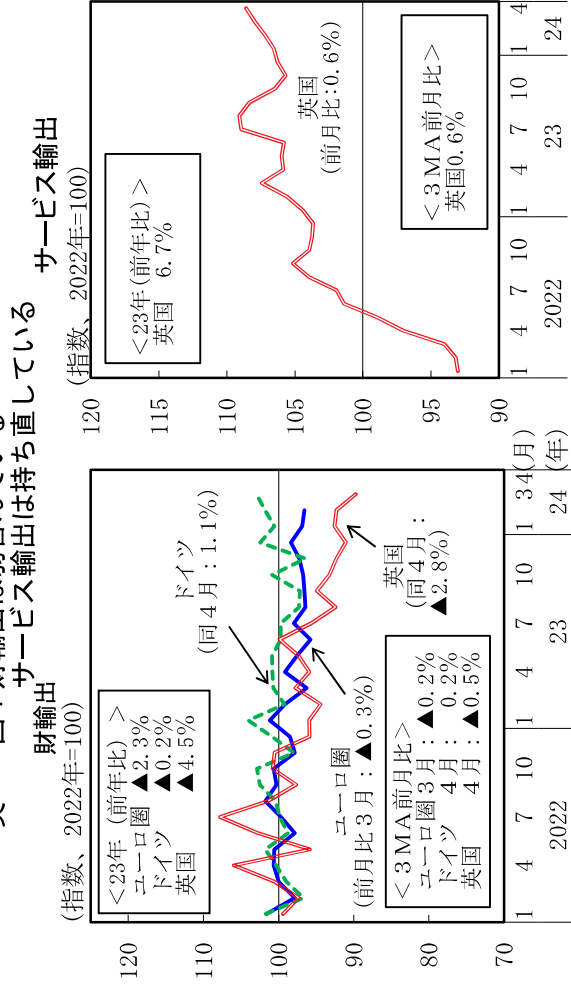 サービス輸出は持ち直している
財輸出
(指数、2022年=100)
<23年 (前年比) >
ユーロ圏 ▲2.3%
ドイツ ▲0.2%
英国 ▲4.5%
ドイツ
(同4月:1.1%)
ユーロ圏
(前月比3月:▲0.3%)
英国
(同4月:
▲2.8%)
<3MA前月比>
ユーロ圏3月:▲0.2%
ドイツ 4月: 0.2%
英国 4月:▲0.5%
120
110
100
90
80
70
1 4 7 10 1 4 7 10 1 3 4(月)
2022 23 24 (年)
サービス輸出
(指数、2022年=100)
<23年(前年比)>
英国 6.7%
英国
(前月比:0.6%)
<3MA前月比>
英国0.6%
120
115
110
105
100
95
90
1 4 7 10 1 4 7 10 1 4
2022 23 24